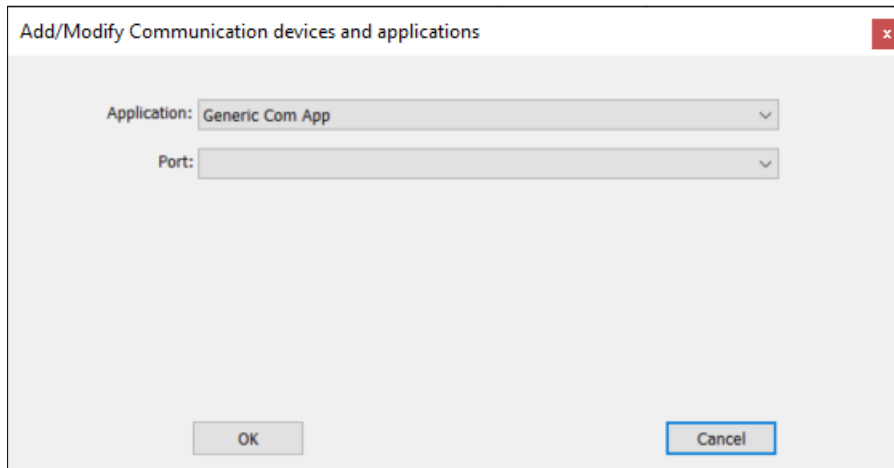 Add/Modify Communication devices and applications
x
Application: Generic Com App
Port:
OK Cancel